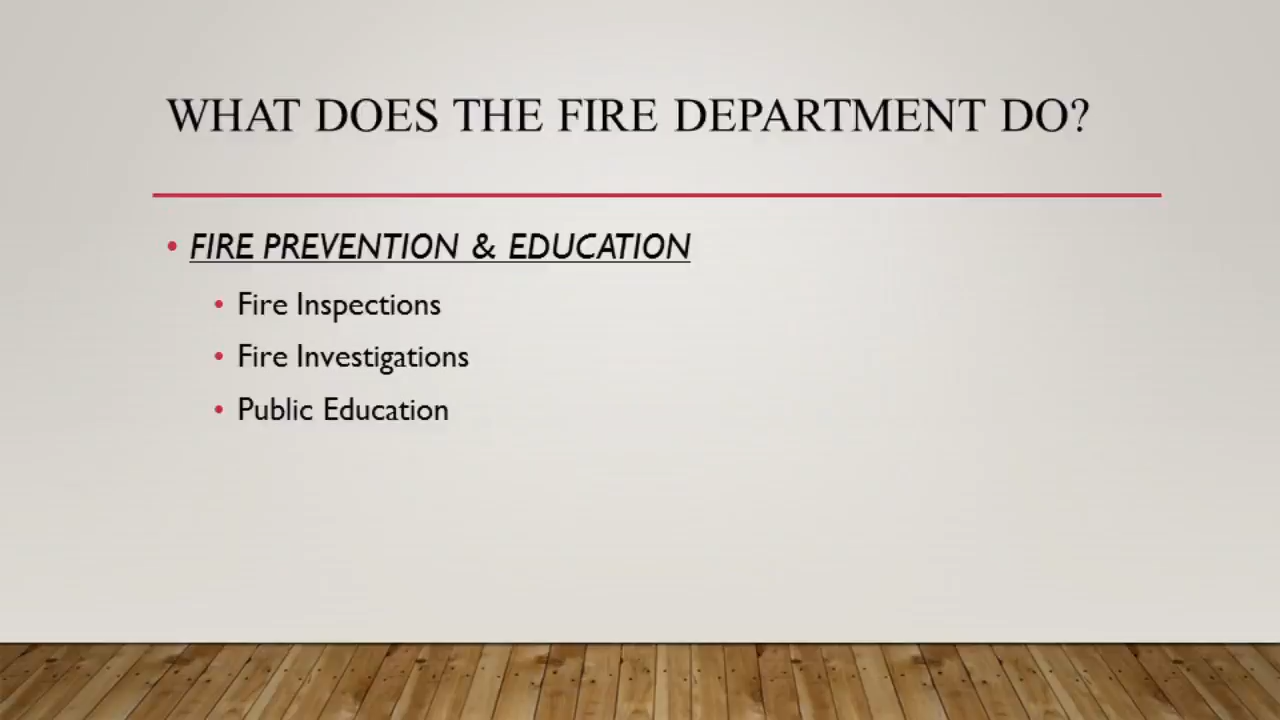 WHAT DOES THE FIRE DEPARTMENT DO?
• FIRE PREVENTION & EDUCATION
• Fire Inspections
• Fire Investigations
• Public Education